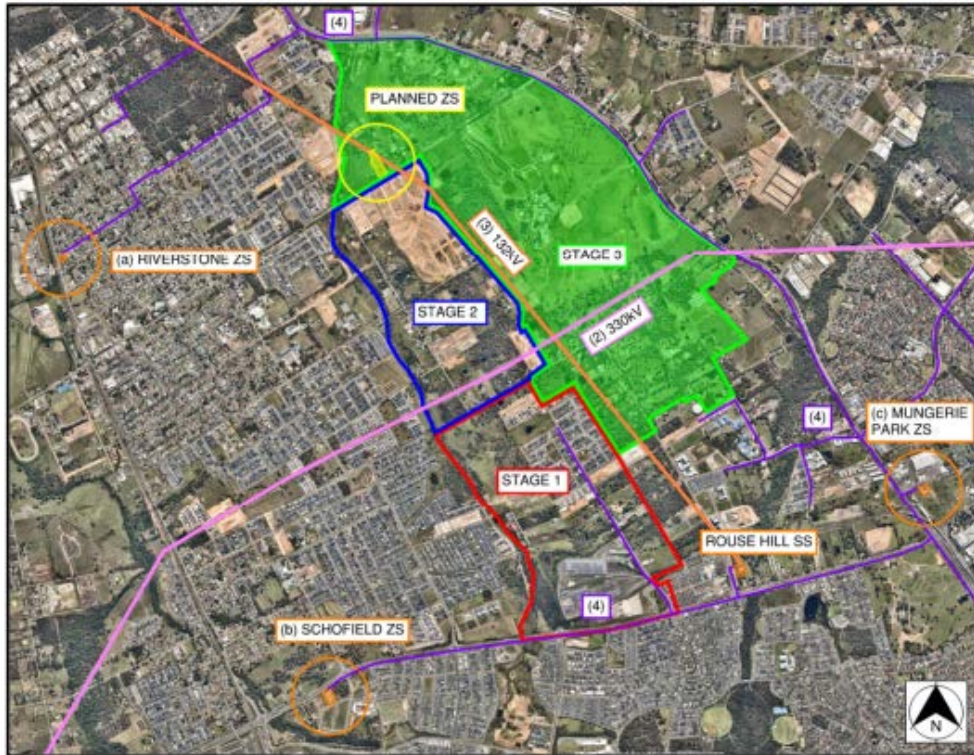 (4)
PLANNED ZS
(3) 132kV
(a) RIVERSTONE ZS
STAGE 3
STAGE 2
(2) 330kV
(4)
(c) MUNGERIE
PARK ZS
STAGE 1
ROUSE HILL SS
(4)
(b) SCHOFIELD ZS
N